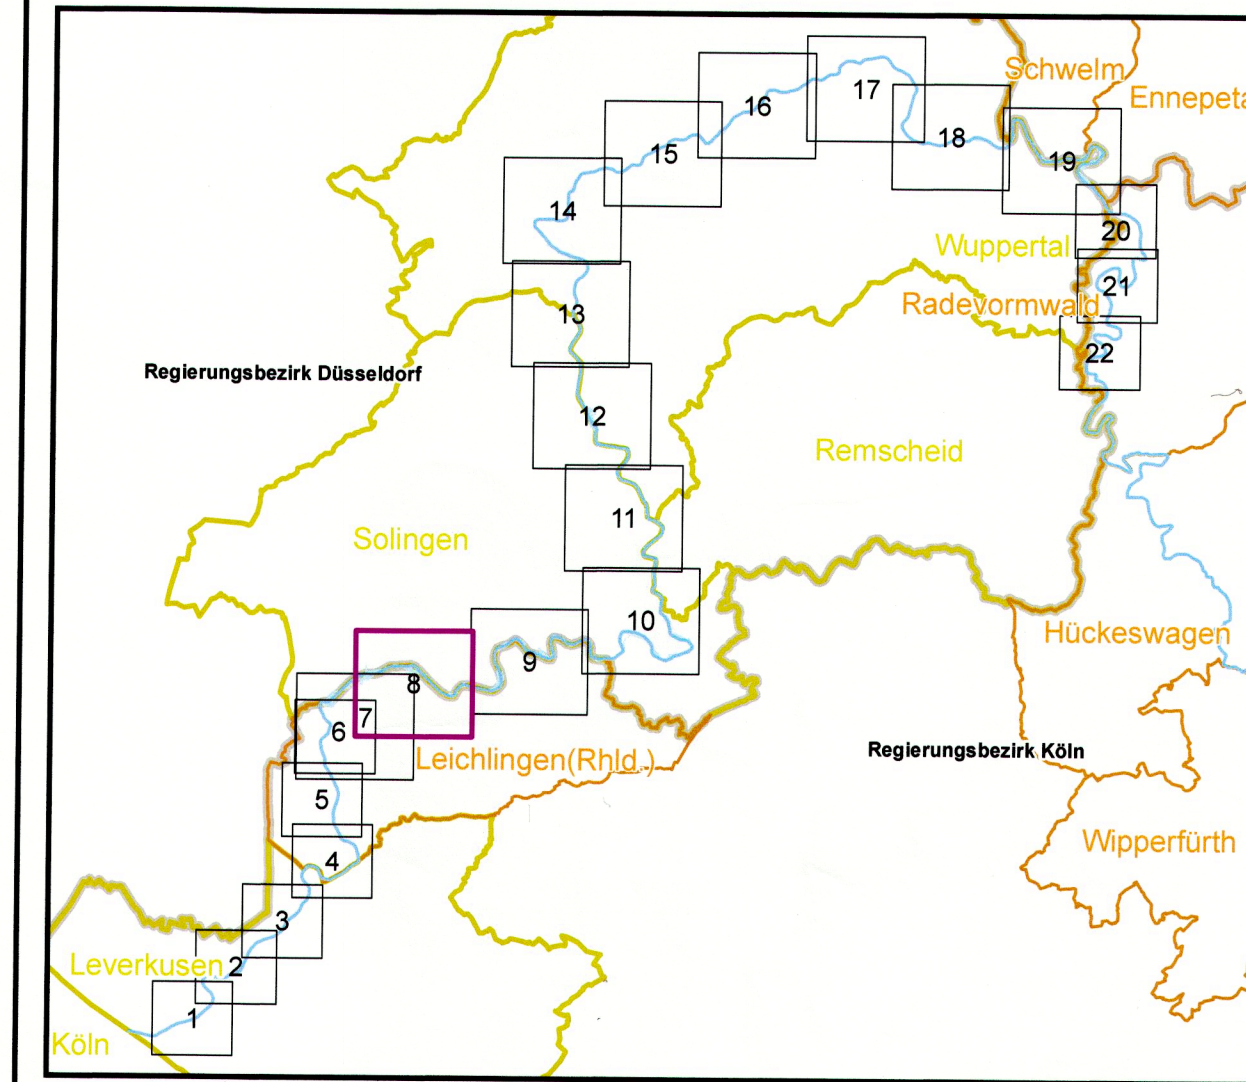 Schwelm
Ennepeta
17
16
18
15
19
14
20
Wuppertal
21
Radevormwald
13
22
Regierungsbezirk Düsseldorf
12
Remscheid
11
Solingen
10
Hückeswagen
9
8
7
6
Regierungsbezirk Köln
Leichlingen(Rhld.)
5
Wipperfürth
4
3
Leverkusen
2
1
Köln